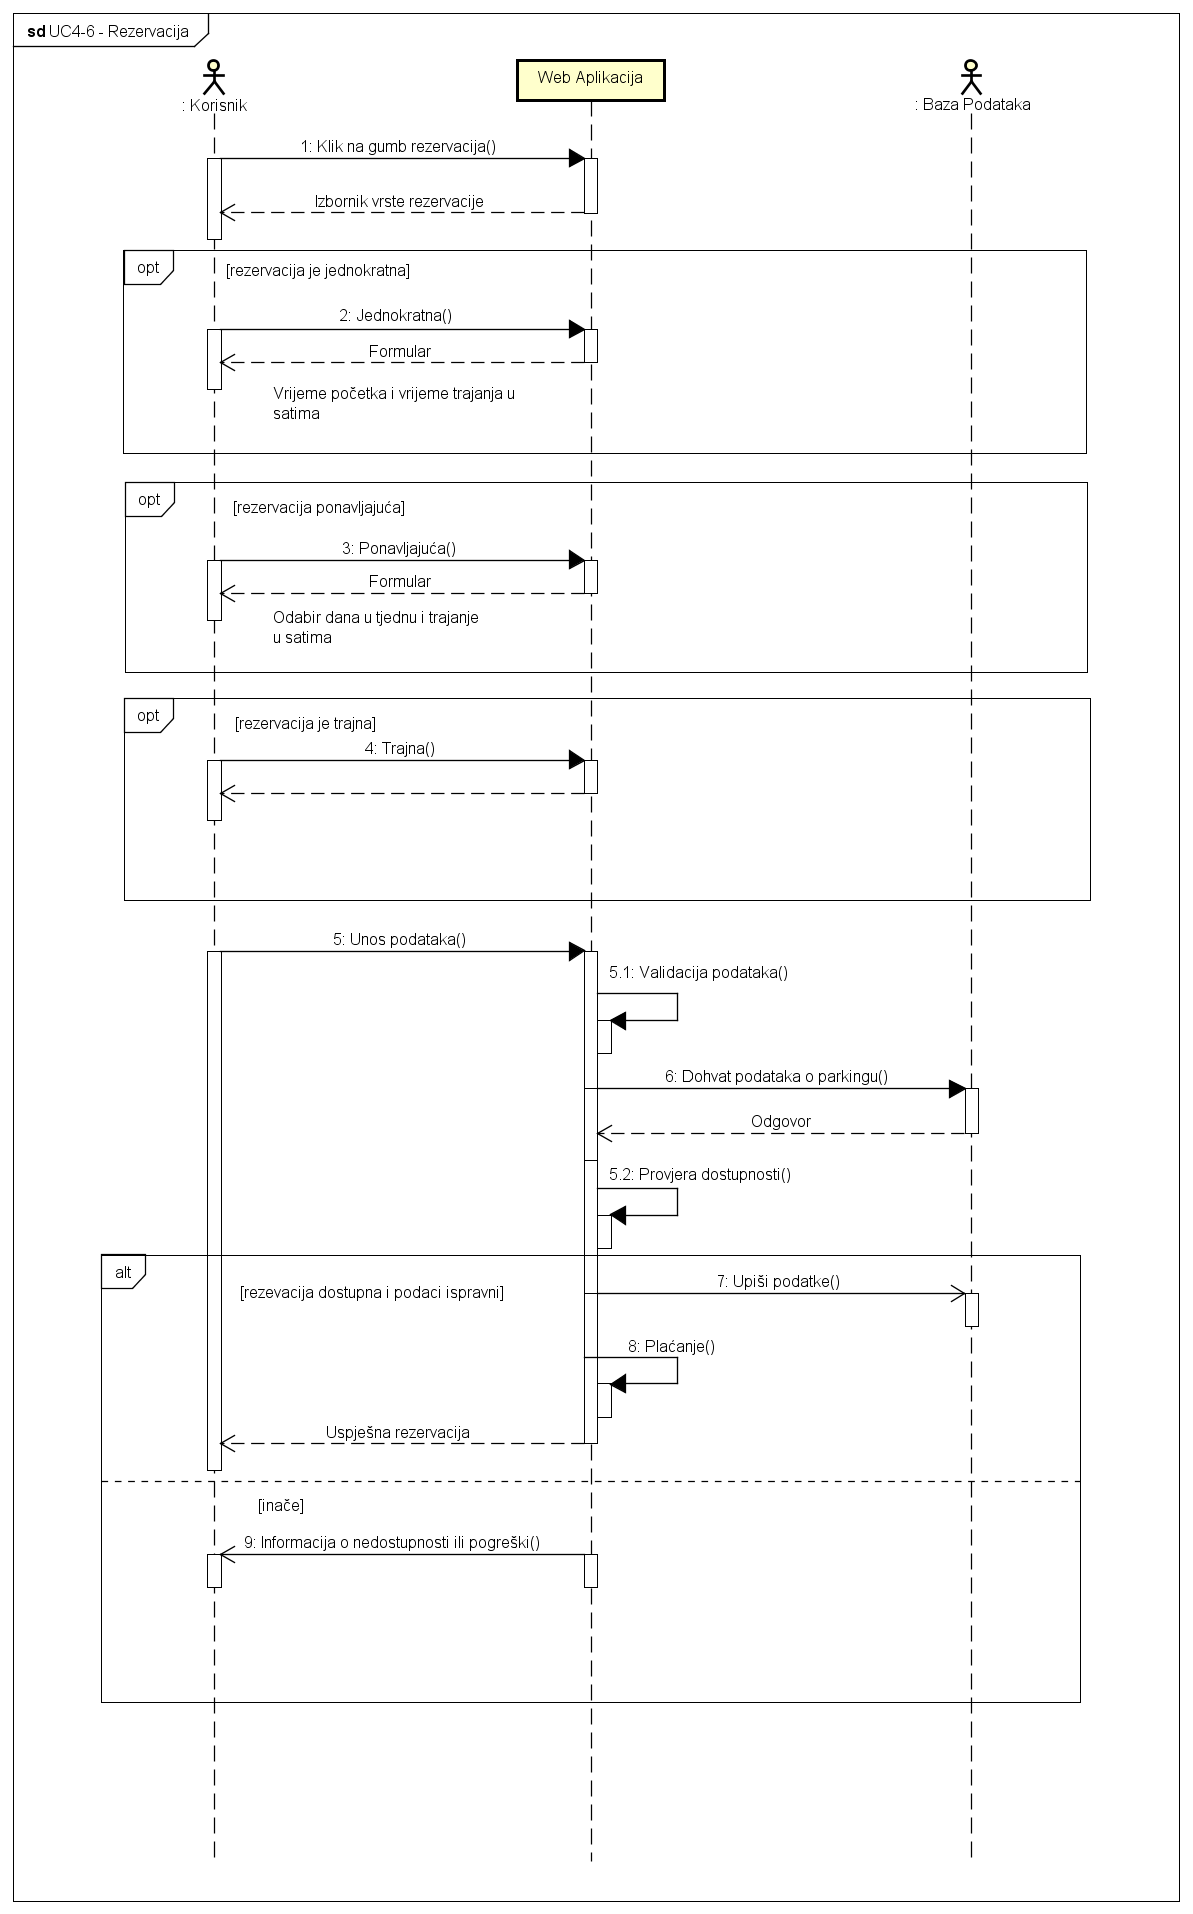 sd UC4-6 - Rezervacija
: Korisnik
Web Aplikacija
: Baza Podataka
1: Klik na gumb rezervacija()
Izbornik vrste rezervacije
opt
[rezervacija je jednokratna]
2: Jednokratna()
Formular
Vrijeme početka i vrijeme trajanja u
satima
opt
[rezervacija ponavljajuća]
3: Ponavljajuća()
Formular
Odabir dana u tjednu i trajanje
u satima
opt
[rezervacija je trajna]
4: Trajna()
5: Unos podataka()
5.1: Validacija podataka()
6: Dohvat podataka o parkingu()
Odgovor
5.2: Provjera dostupnosti()
alt
[rezevacija dostupna i podaci ispravni]
7: Upiši podatke()
8: Plaćanje()
Uspješna rezervacija
[inače]
9: Informacija o nedostupnosti ili pogreški()